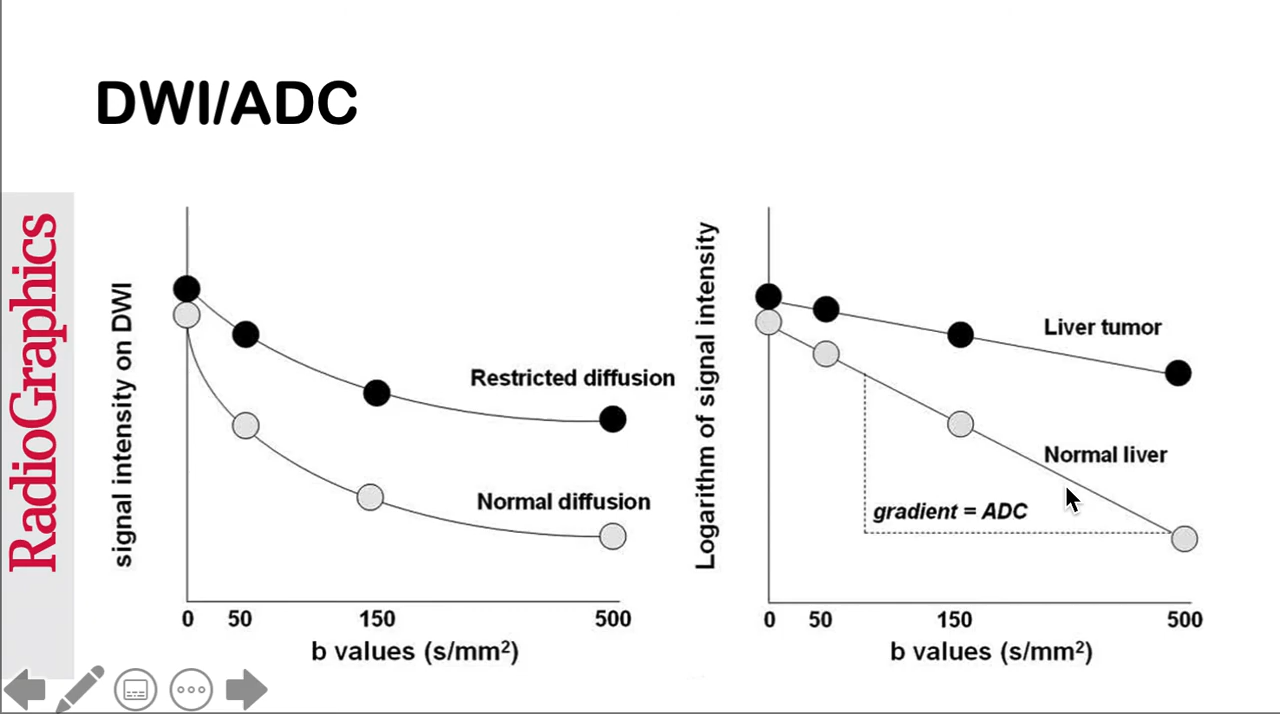 DWI/ADC
RadioGraphics
signal intensity on DWI
Restricted diffusion
Normal diffusion
0 50 150 500
b values (s/mm²)
Logarithm of signal intensity
Liver tumor
Normal liver
gradient = ADC
0 50 150 500
b values (s/mm²)